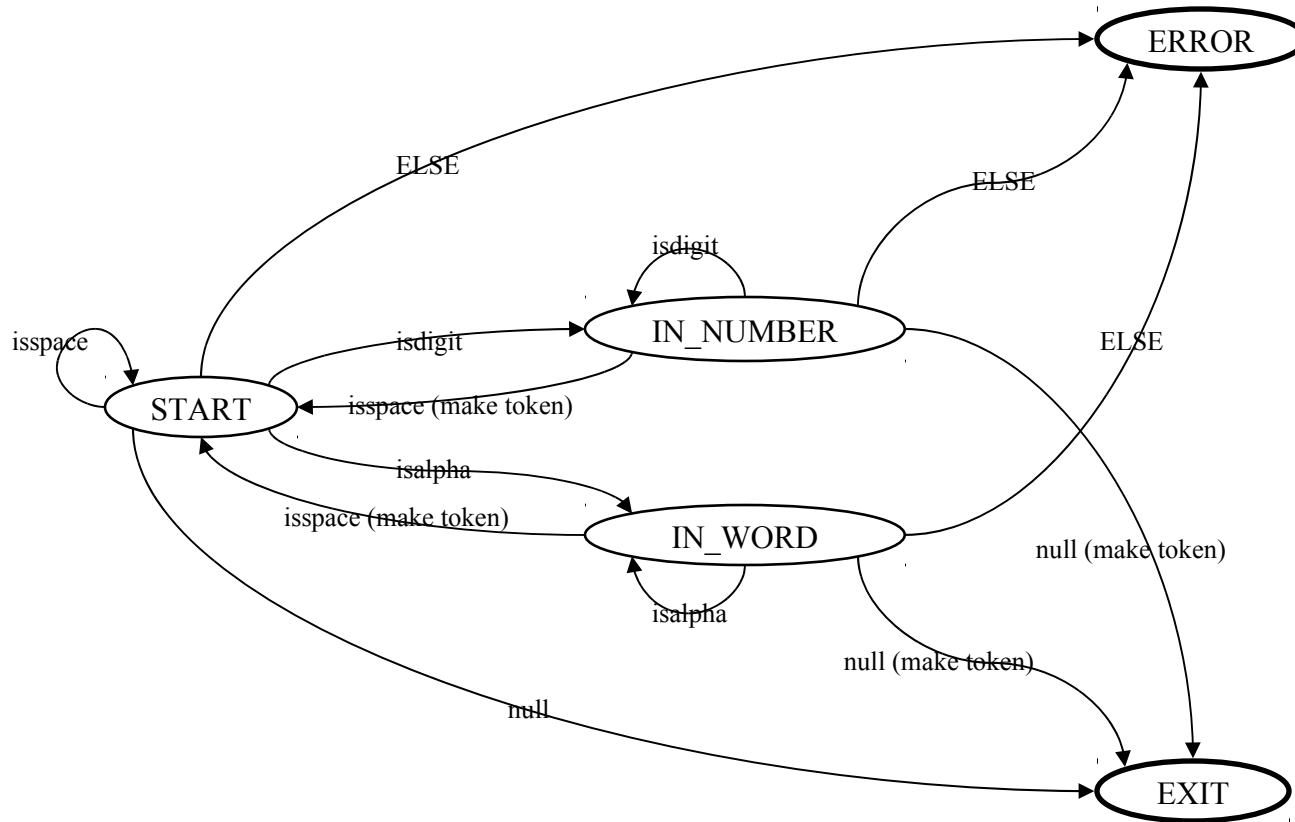 ERROR
ELSE
ELSE
isdigit
IN_NUMBER
isspace
isdigit
ELSE
START
isspace (make token)
isalpha
isspace (make token)
IN_WORD
null (make token)
isalpha
null (make token)
null
EXIT